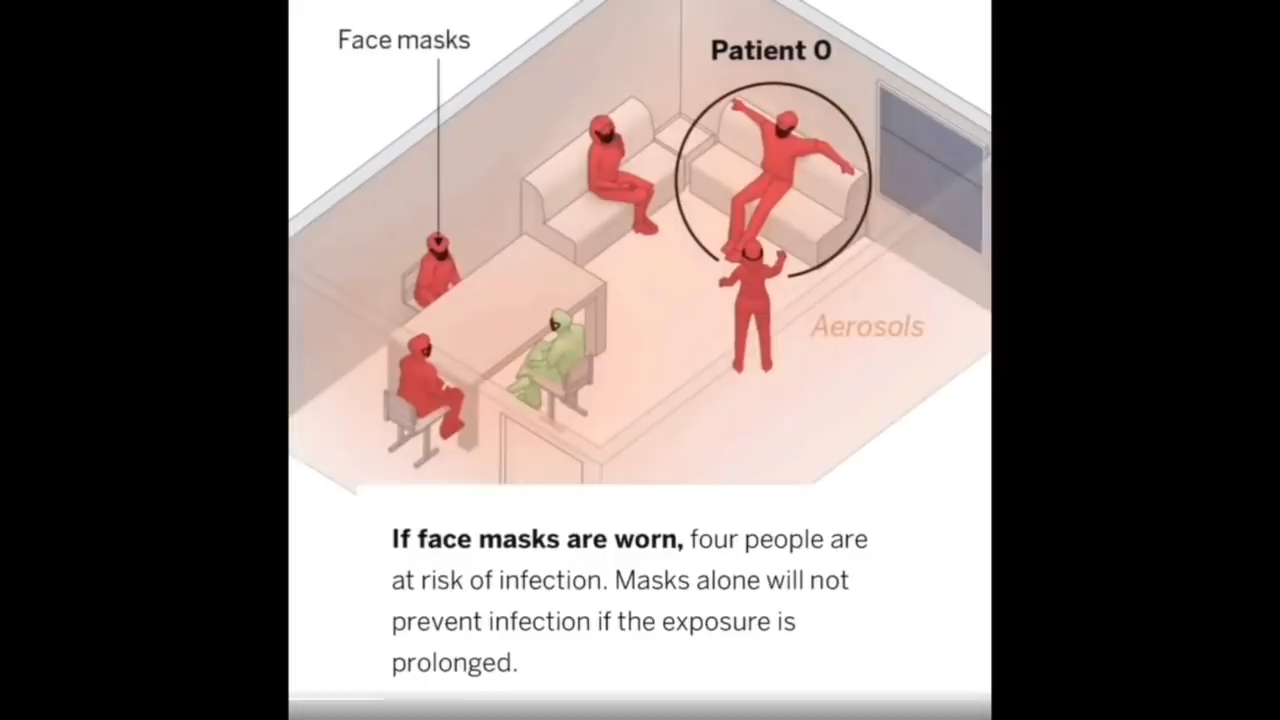 Face masks
Patient 0
Aerosols
If face masks are worn, four people are
at risk of infection. Masks alone will not
prevent infection if the exposure is
prolonged.